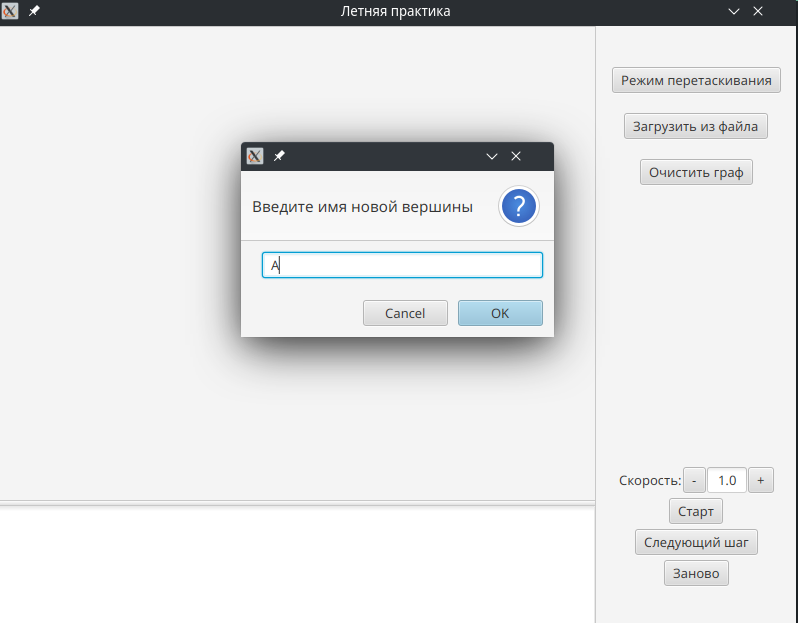 Летняя практика
Режим перетаскивания
Загрузить из файла
Очистить граф
Введите имя новой вершины
?
A
Cancel
OK
Скорость: - 1.0 +
Старт
Следующий шаг
Заново